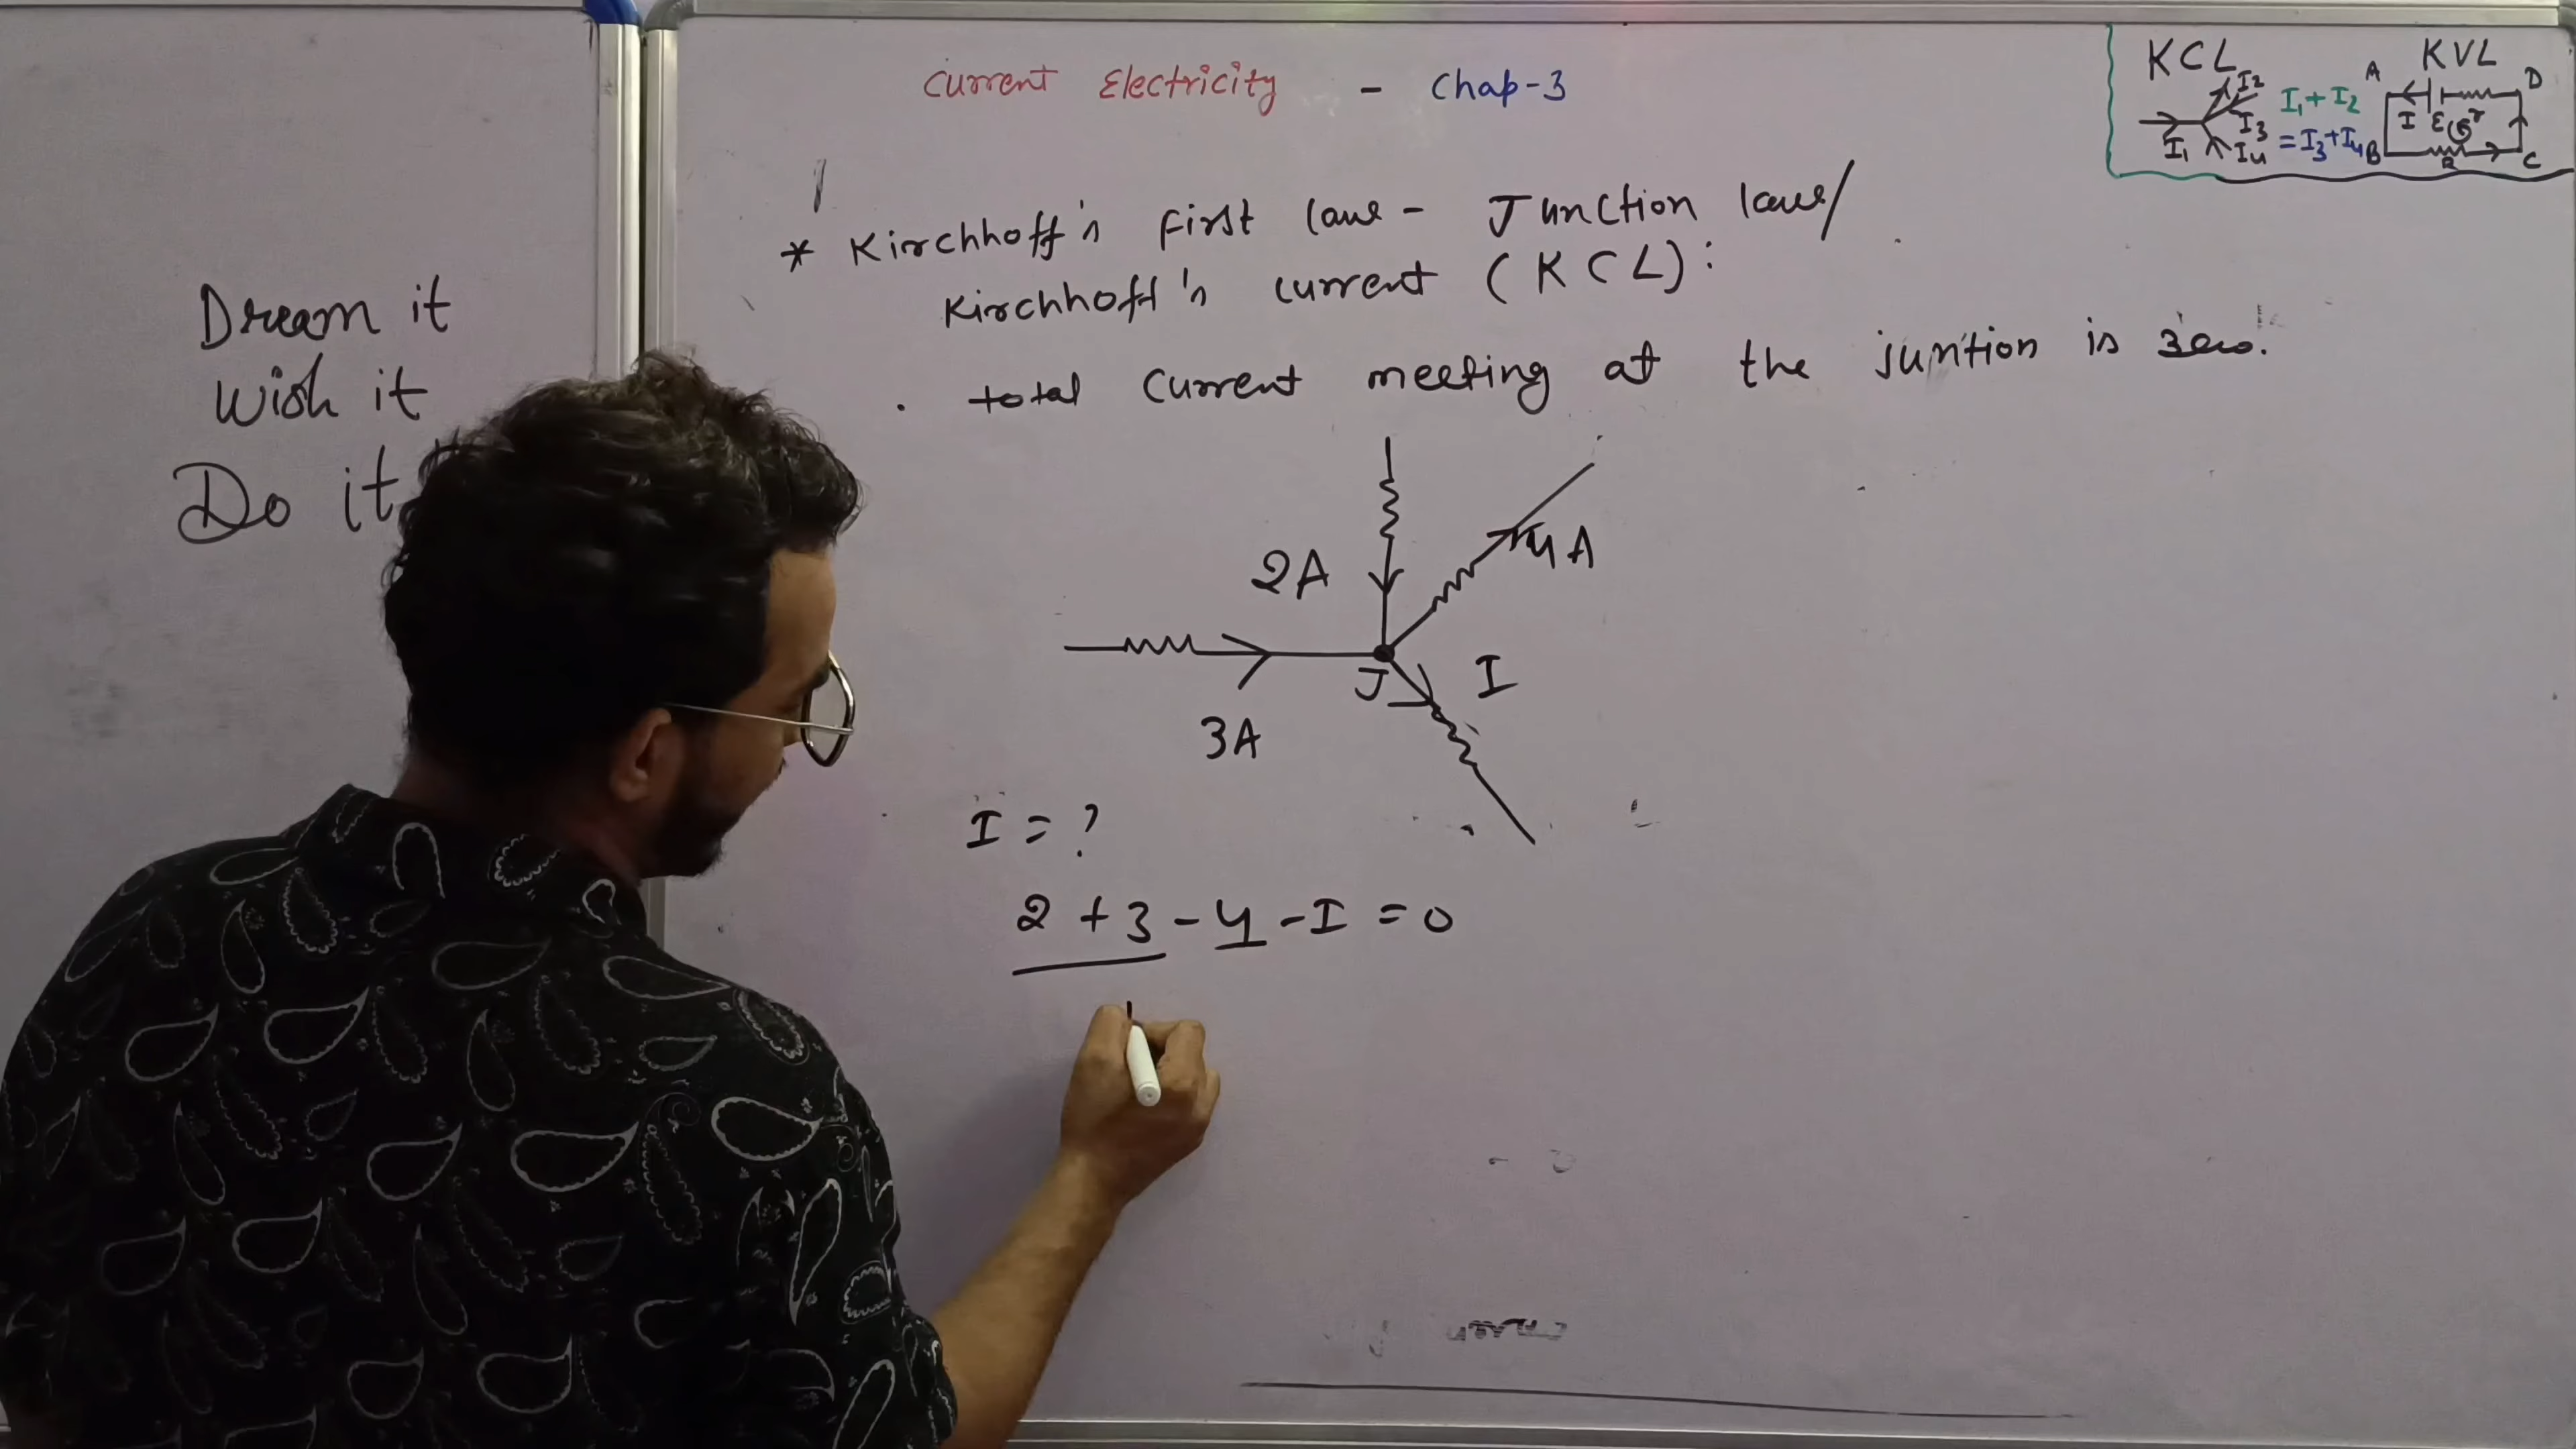 Current Electricity - Chap-3
KCL
I2
I3
I1
I4
I1+I2
=I3+I4
KVL
A
D
I
E
r
B
R
C
* Kirchhoff's first law - Junction law/
Kirchhoff's current (KCL):
. total current meeting at the juntion is zero.
Dream it
Wish it
Do it
2A
4A
J
I
3A
I = ?
2 + 3 - 4 - I = 0